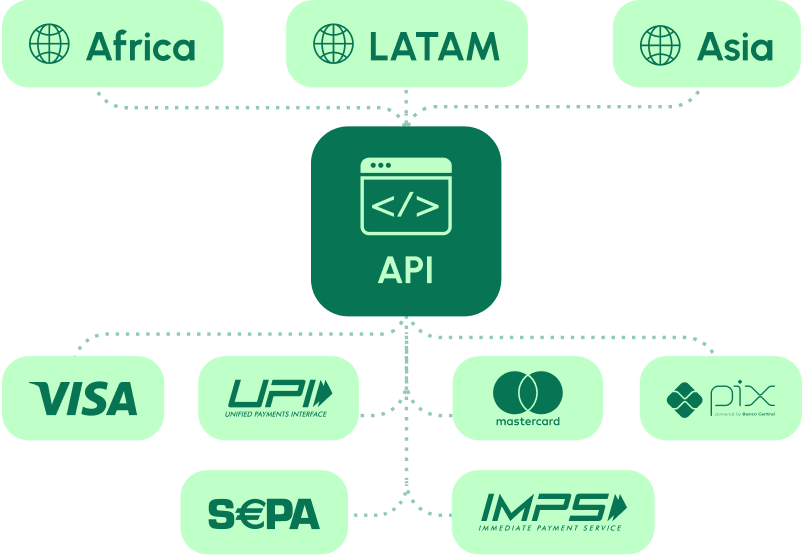 Africa
LATAM
Asia
</>
API
VISA
UPI
UNIFIED PAYMENTS INTERFACE
mastercard
pix
powered by Banco Central
S€PA
IMPS
IMMEDIATE PAYMENT SERVICE